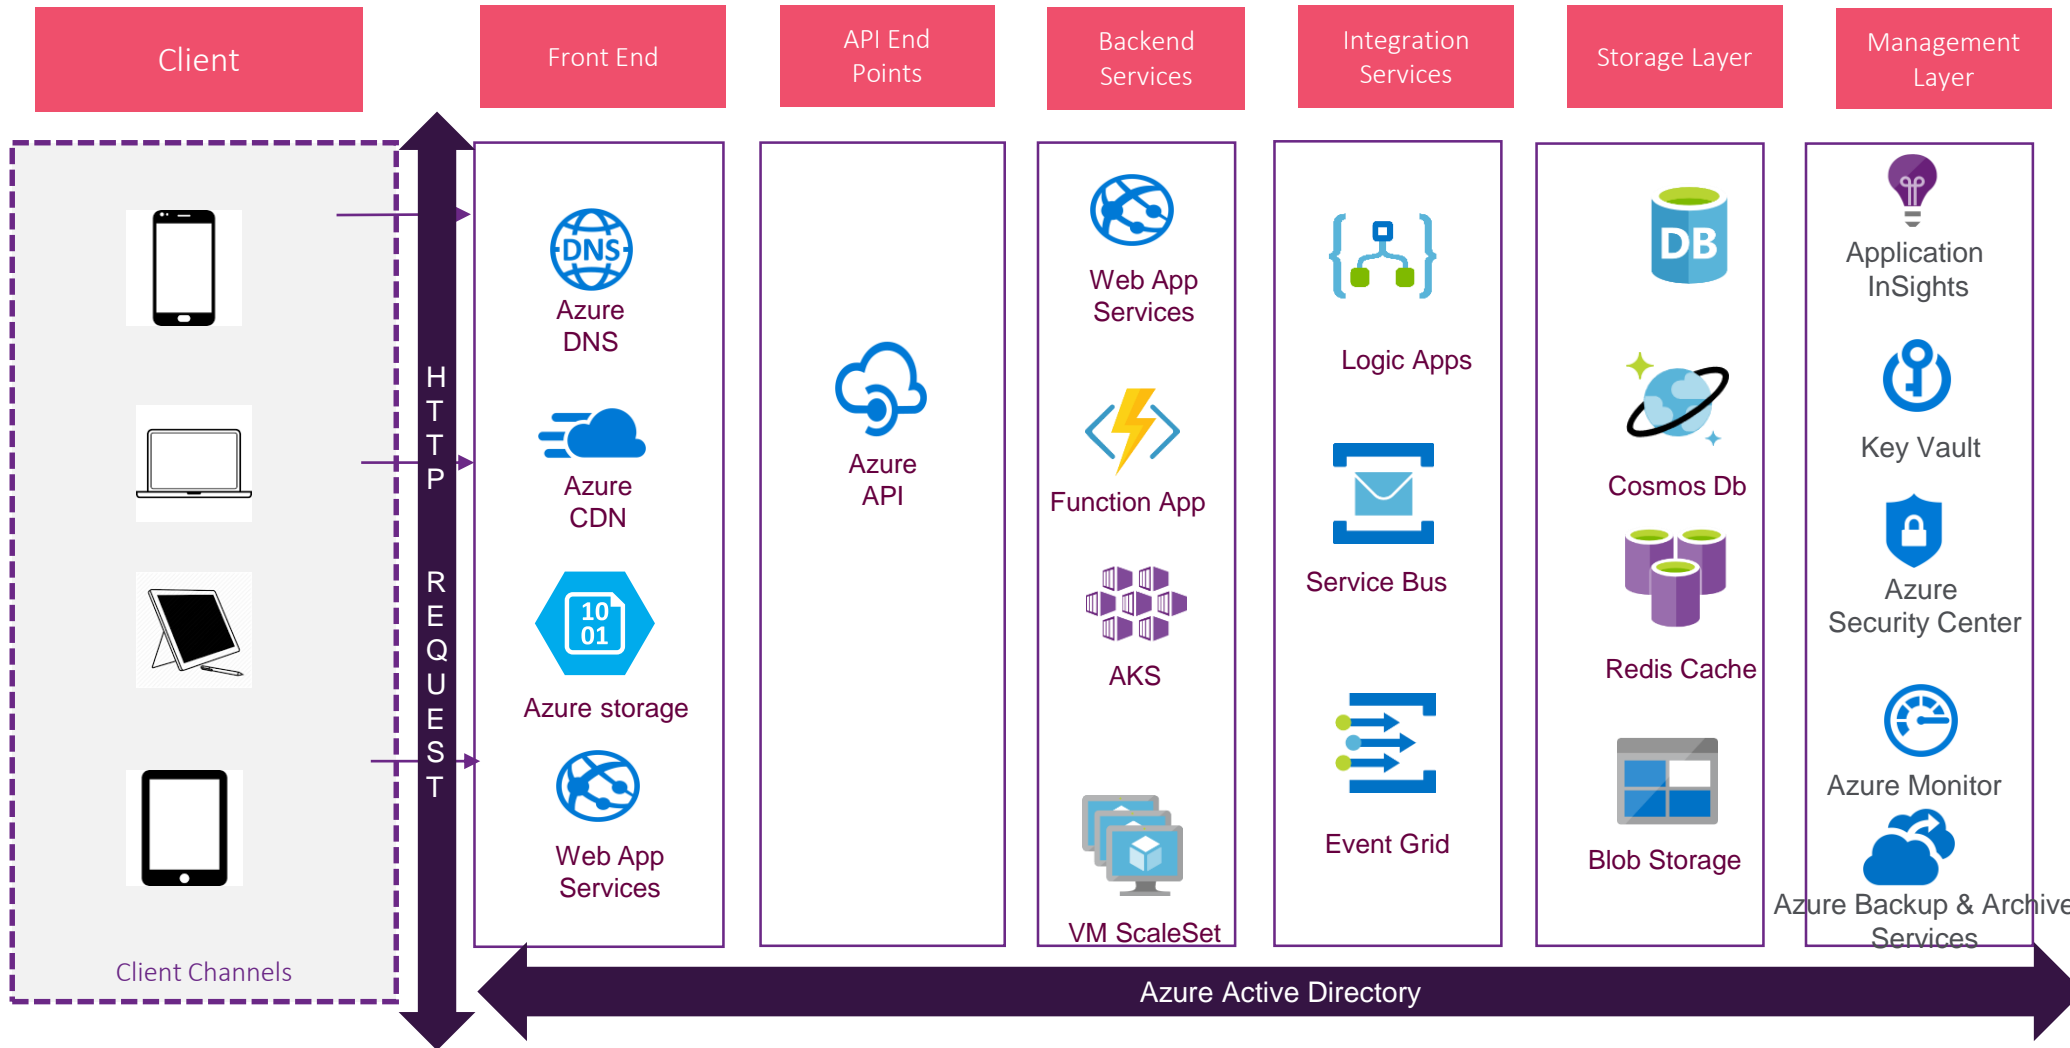 Client
Front End
API End
Points
Backend
Services
Integration
Services
Storage Layer
Management
Layer
HTTP REQUEST
Client Channels
DNS
Azure
DNS
Azure
CDN
10
01
Azure storage
Web App
Services
Azure
API
Web App
Services
Function App
AKS
VM ScaleSet
Logic Apps
Service Bus
Event Grid
DB
Cosmos Db
Redis Cache
Blob Storage
Application
InSights
Key Vault
Azure
Security Center
Azure Monitor
Azure Backup & Archive
Services
Azure Active Directory